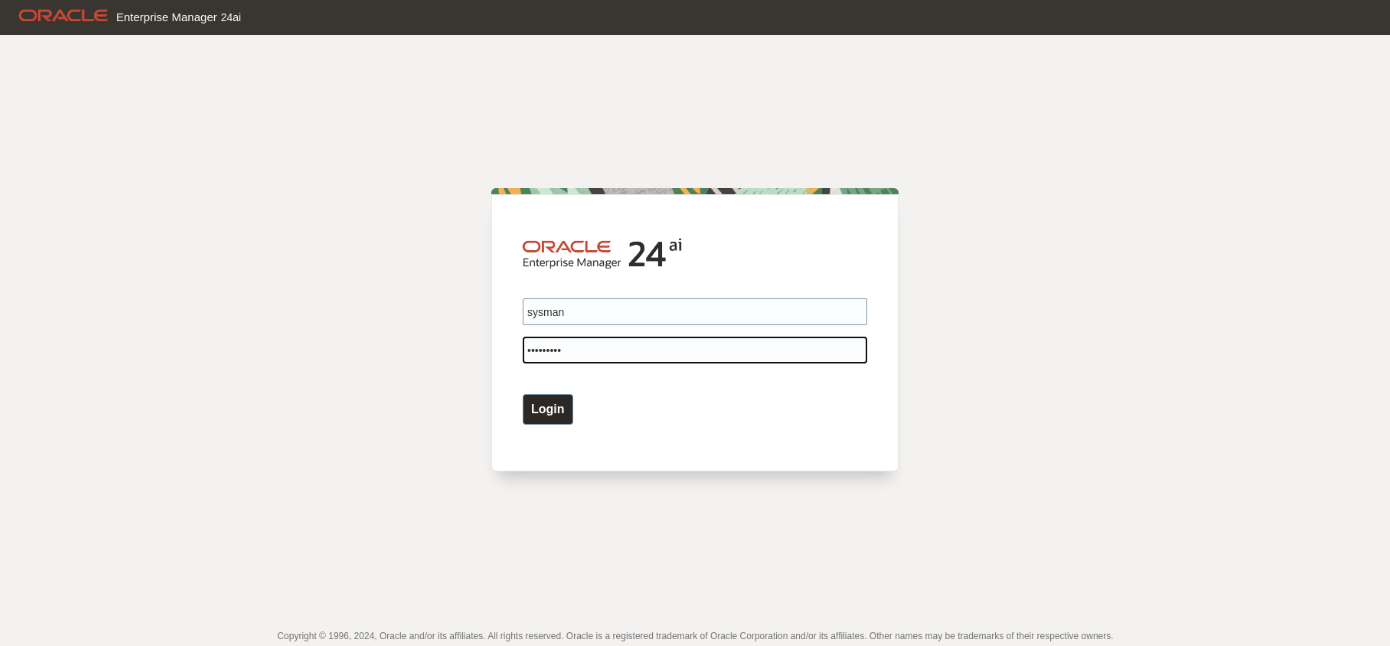 ORACLE Enterprise Manager 24ai
ORACLE
Enterprise Manager 24 ai
sysman
•••••••••
Login
Copyright © 1996, 2024, Oracle and/or its affiliates. All rights reserved. Oracle is a registered trademark of Oracle Corporation and/or its affiliates. Other names may be trademarks of their respective owners.